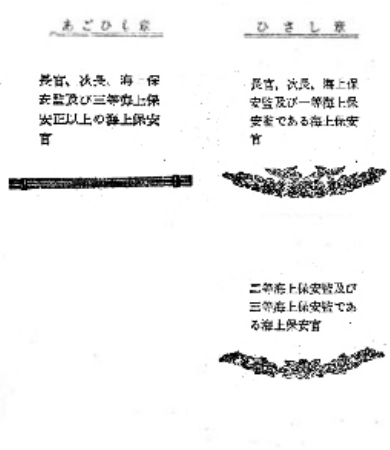 あごひも章
長官、次長、海一保
安監及び三等海上保
安正以上の海上保安
官
ひさし章
長官、次長、海上保
安監及び一等海上保
安監である海上保安
官
二等海上保安監及び
三等海上保安監であ
る海上保安官